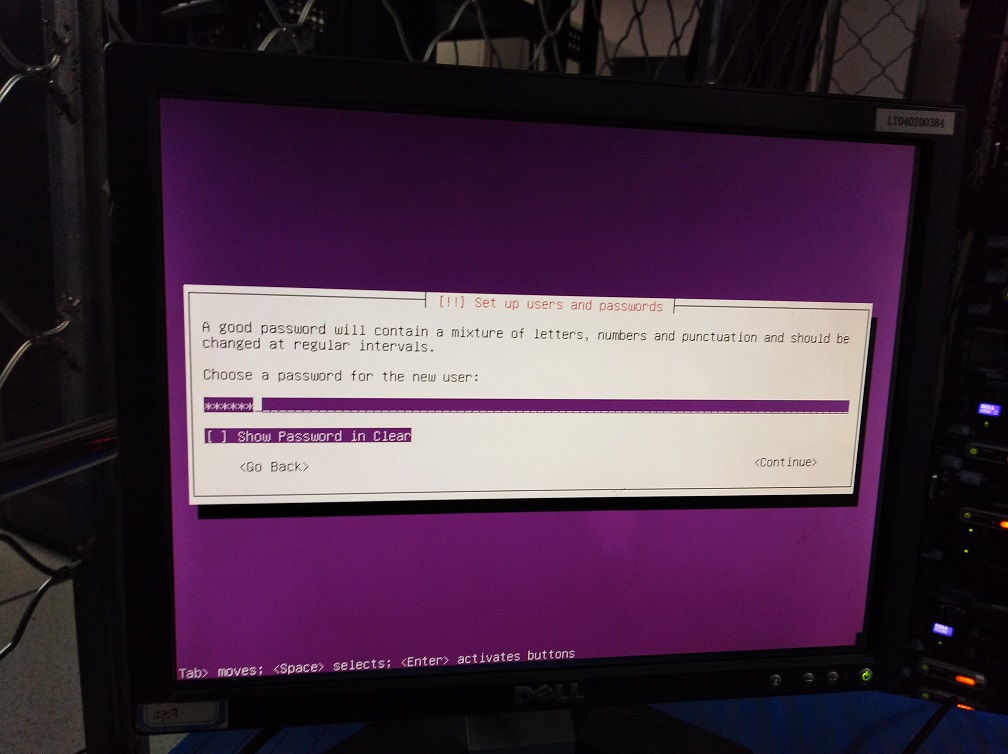 LT040200384
[!!] Set up users and passwords
A good password will contain a mixture of letters, numbers and punctuation and should be
changed at regular intervals.
Choose a password for the new user:
******
[ ] Show Password in Clear
<Go Back>
<Continue>
Tab> moves; <Space> selects; <Enter> activates buttons
DELL